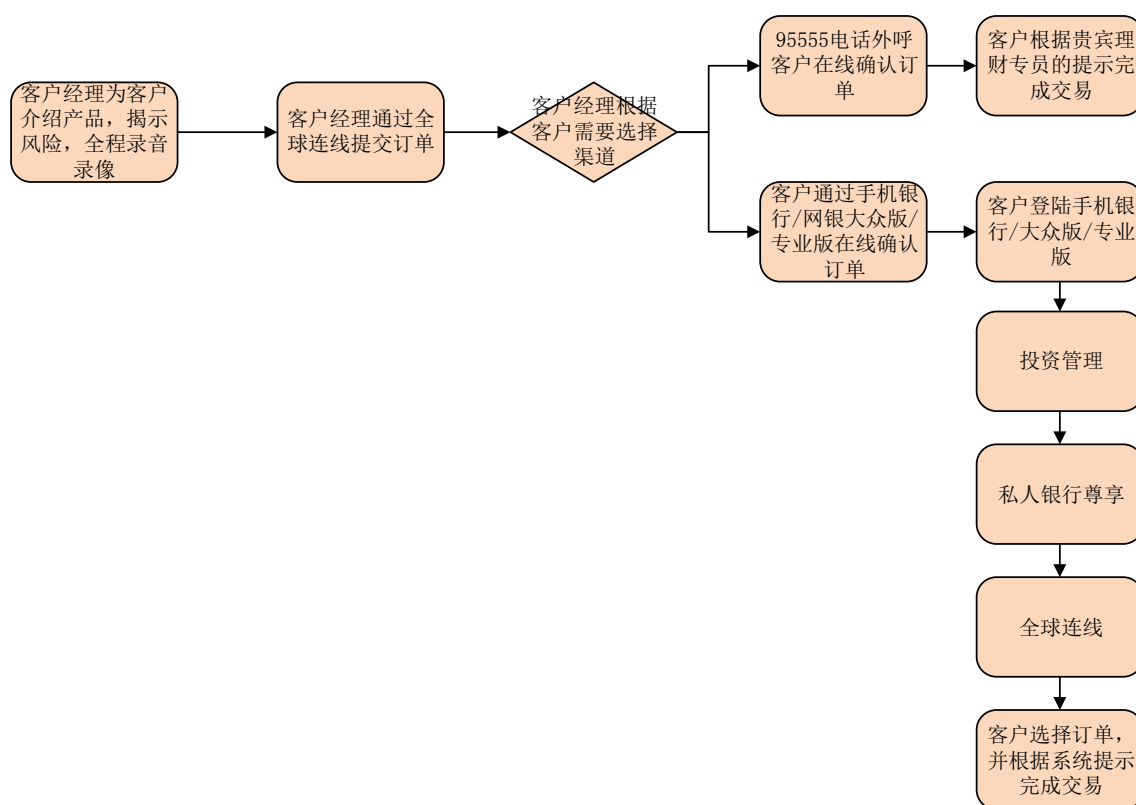 客户经理为客户
介绍产品，揭示
风险，全程录音
录像
客户经理通过全
球连线提交订单
客户经理根据
客户需要选择
渠道
95555电话外呼
客户在线确认订
单
客户根据贵宾理
财专员的提示完
成交易
客户通过手机银
行/网银大众版/
专业版在线确认
订单
客户登陆手机银
行/大众版/专业
版
投资管理
私人银行尊享
全球连线
客户选择订单，
并根据系统提示
完成交易